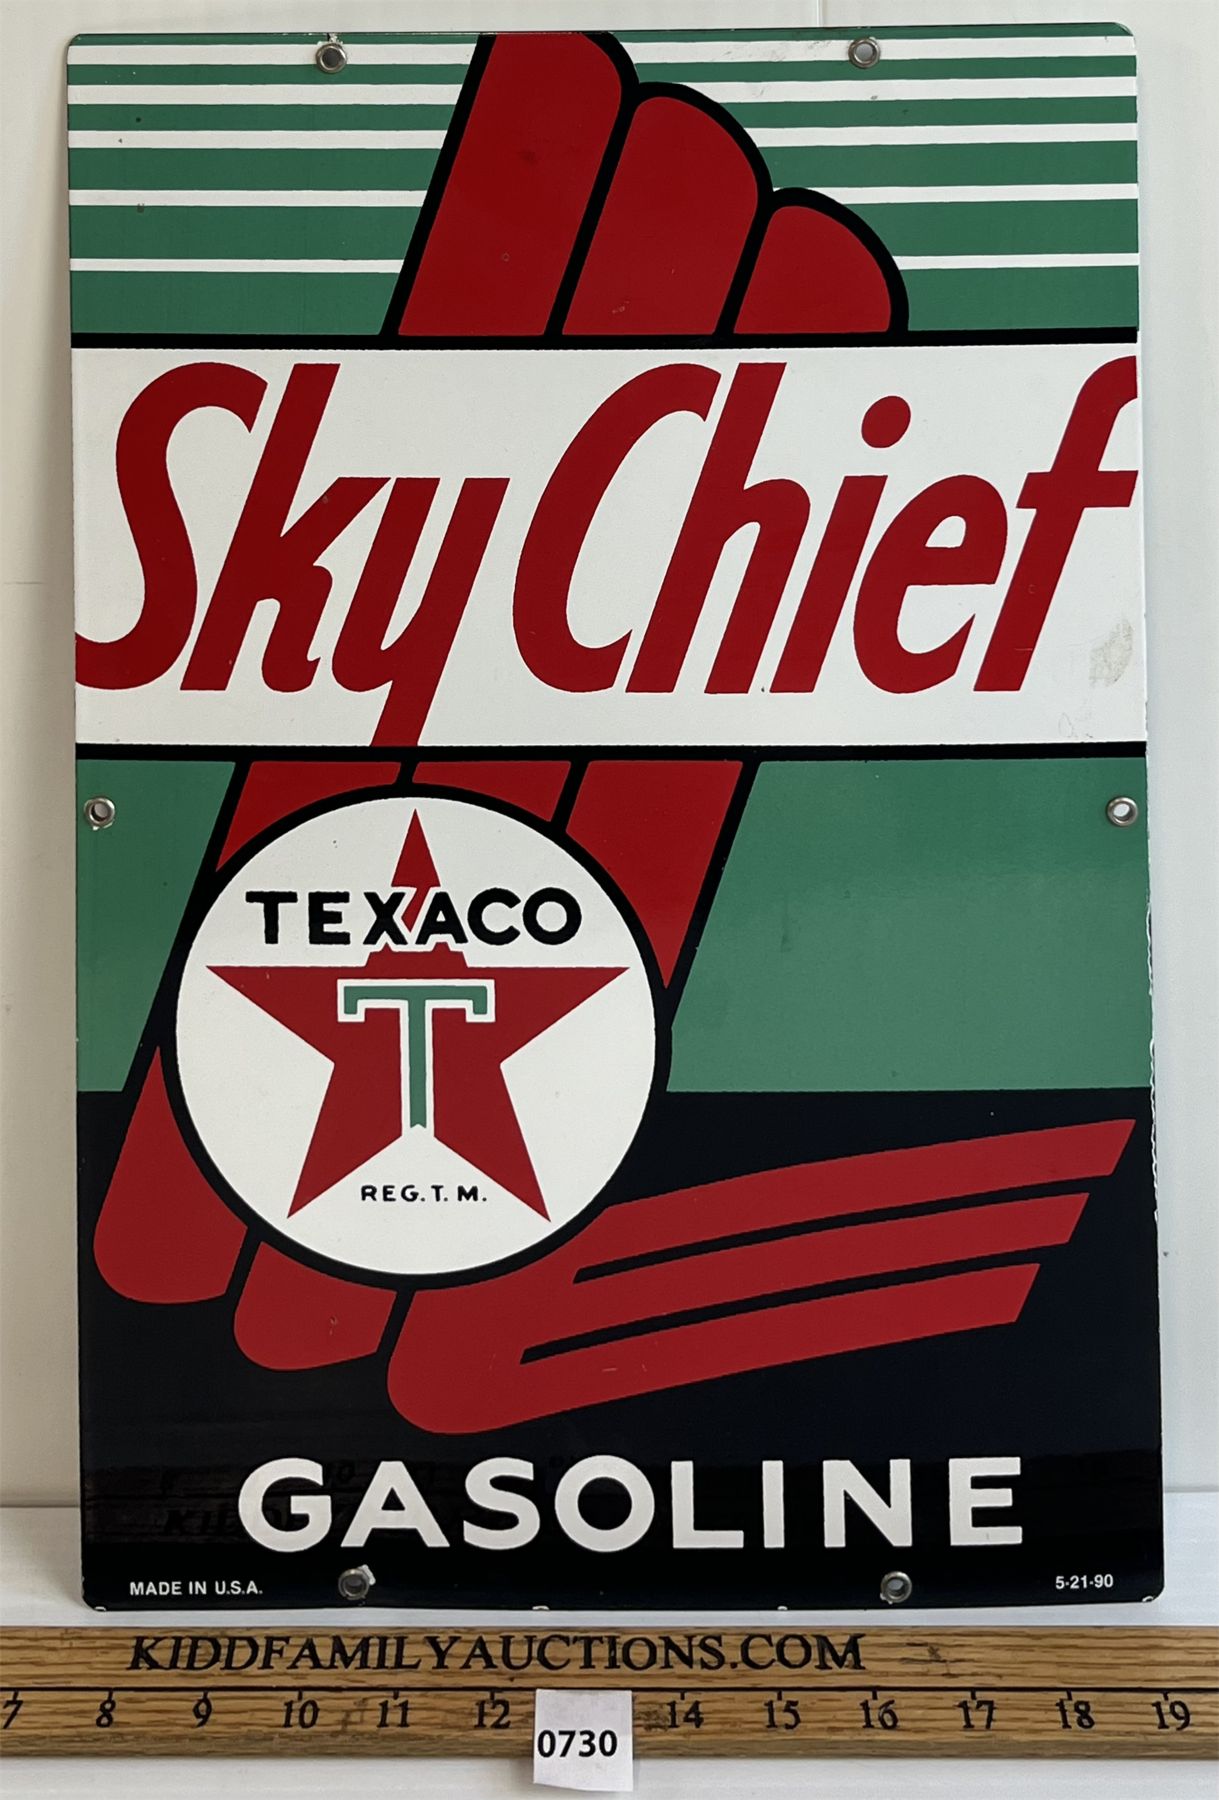 Sky Chief
TEXACO
T
REG. T. M.
GASOLINE
MADE IN U.S.A.
5-21-90
KIDDFAMILYAUCTIONS.COM
7 8 9 10 11 12 14 15 16 17 18 19
0730